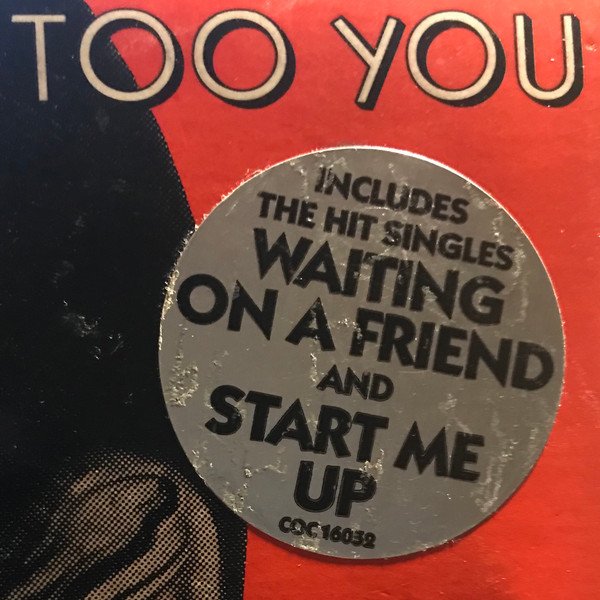 TOO YOU
INCLUDES
THE HIT SINGLES
WAITING
ON A FRIEND
AND
START ME
UP
COC 16052